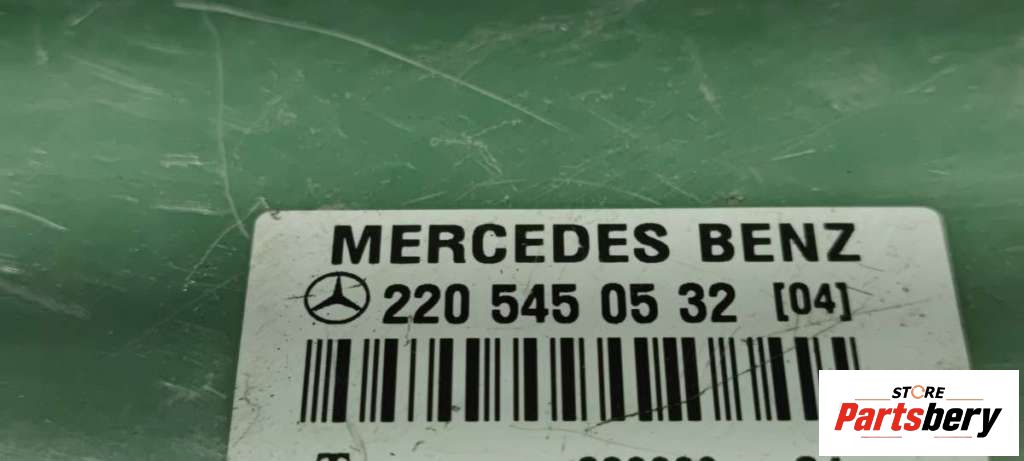 MERCEDES BENZ
220 545 05 32 [04]
STORE
Partsbery